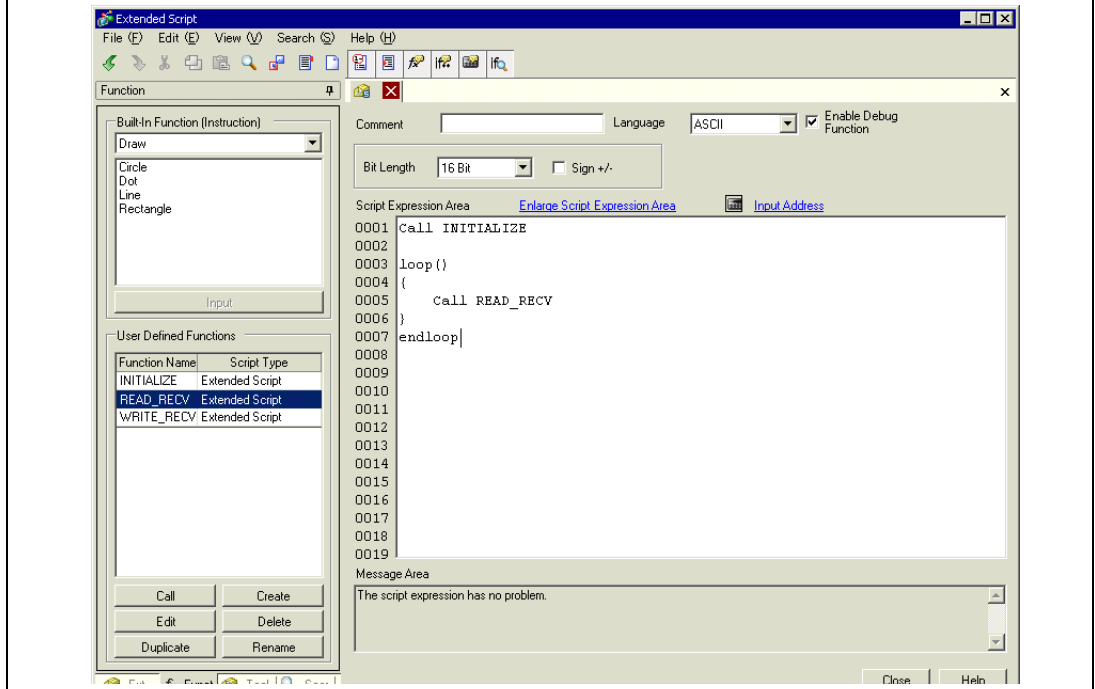 Extended Script
File (F) Edit (E) View (V) Search (S) Help (H)
Function
Built-In Function (Instruction)
Draw
Circle
Dot
Line
Rectangle
Input
User Defined Functions
Function Name Script Type
INITIALIZE Extended Script
READ_RECV Extended Script
WRITE_RECV Extended Script
Call Create
Edit Delete
Duplicate Rename
Comment Language ASCII Enable Debug
Function
Bit Length 16 Bit Sign +/-
Script Expression Area Enlarge Script Expression Area Input Address
0001 Call INITIALIZE
0002
0003 loop()
0004 {
0005 Call READ_RECV
0006 }
0007 endloop
0008
0009
0010
0011
0012
0013
0014
0015
0016
0017
0018
0019
Message Area
The script expression has no problem.
Close Help